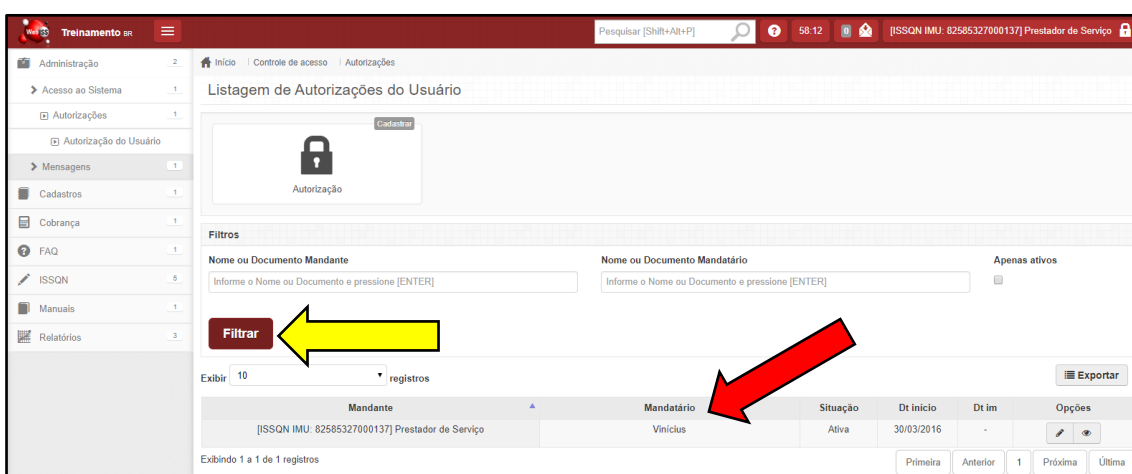 Web ISS Treinamento BR Pesquisar [Shift+Alt+P] 58:12 0 [ISSQN IMU: 82585327000137] Prestador de Serviço
Administração 2
Início | Controle de acesso | Autorizações
Acesso ao Sistema 1
Listagem de Autorizações do Usuário
Autorizações 1
Autorização do Usuário
Mensagens 1
Cadastros 1
Cobrança 1
FAQ 1
ISSQN 5
Manuais 1
Relatórios 3
Cadastrar
Autorização
Filtros
Nome ou Documento Mandante Nome ou Documento Mandatário Apenas ativos
Informe o Nome ou Documento e pressione [ENTER] Informe o Nome ou Documento e pressione [ENTER]
Filtrar
Exibir 10 registros Exportar
Mandante Mandatário Situação Dt início Dt im Opções
[ISSQN IMU: 82585327000137] Prestador de Serviço Vinícius Ativa 30/03/2016 -
Exibindo 1 a 1 de 1 registros Primeira Anterior 1 Próxima Última